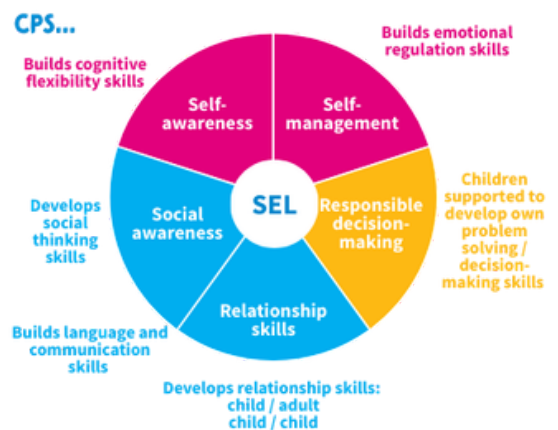 CPS...
Builds emotional
regulation skills
Builds cognitive
flexibility skills
Self-
awareness
Self-
management
Develops
social
thinking
skills
Social
awareness
SEL
Responsible
decision-
making
Children
supported to
develop own
problem
solving /
decision-
making skills
Relationship
skills
Builds language and
communication
skills
Develops relationship skills:
child / adult
child / child